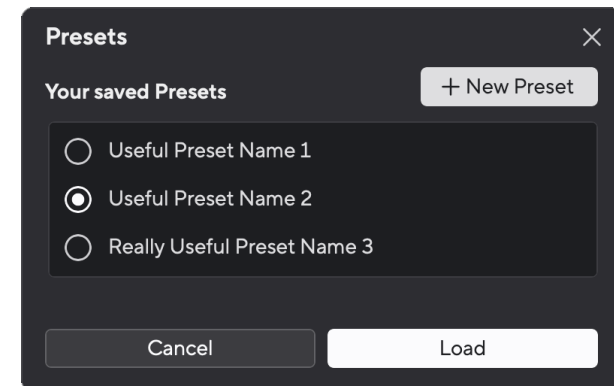 Presets
Your saved Presets
+ New Preset
Useful Preset Name 1
Useful Preset Name 2
Really Useful Preset Name 3
Cancel
Load